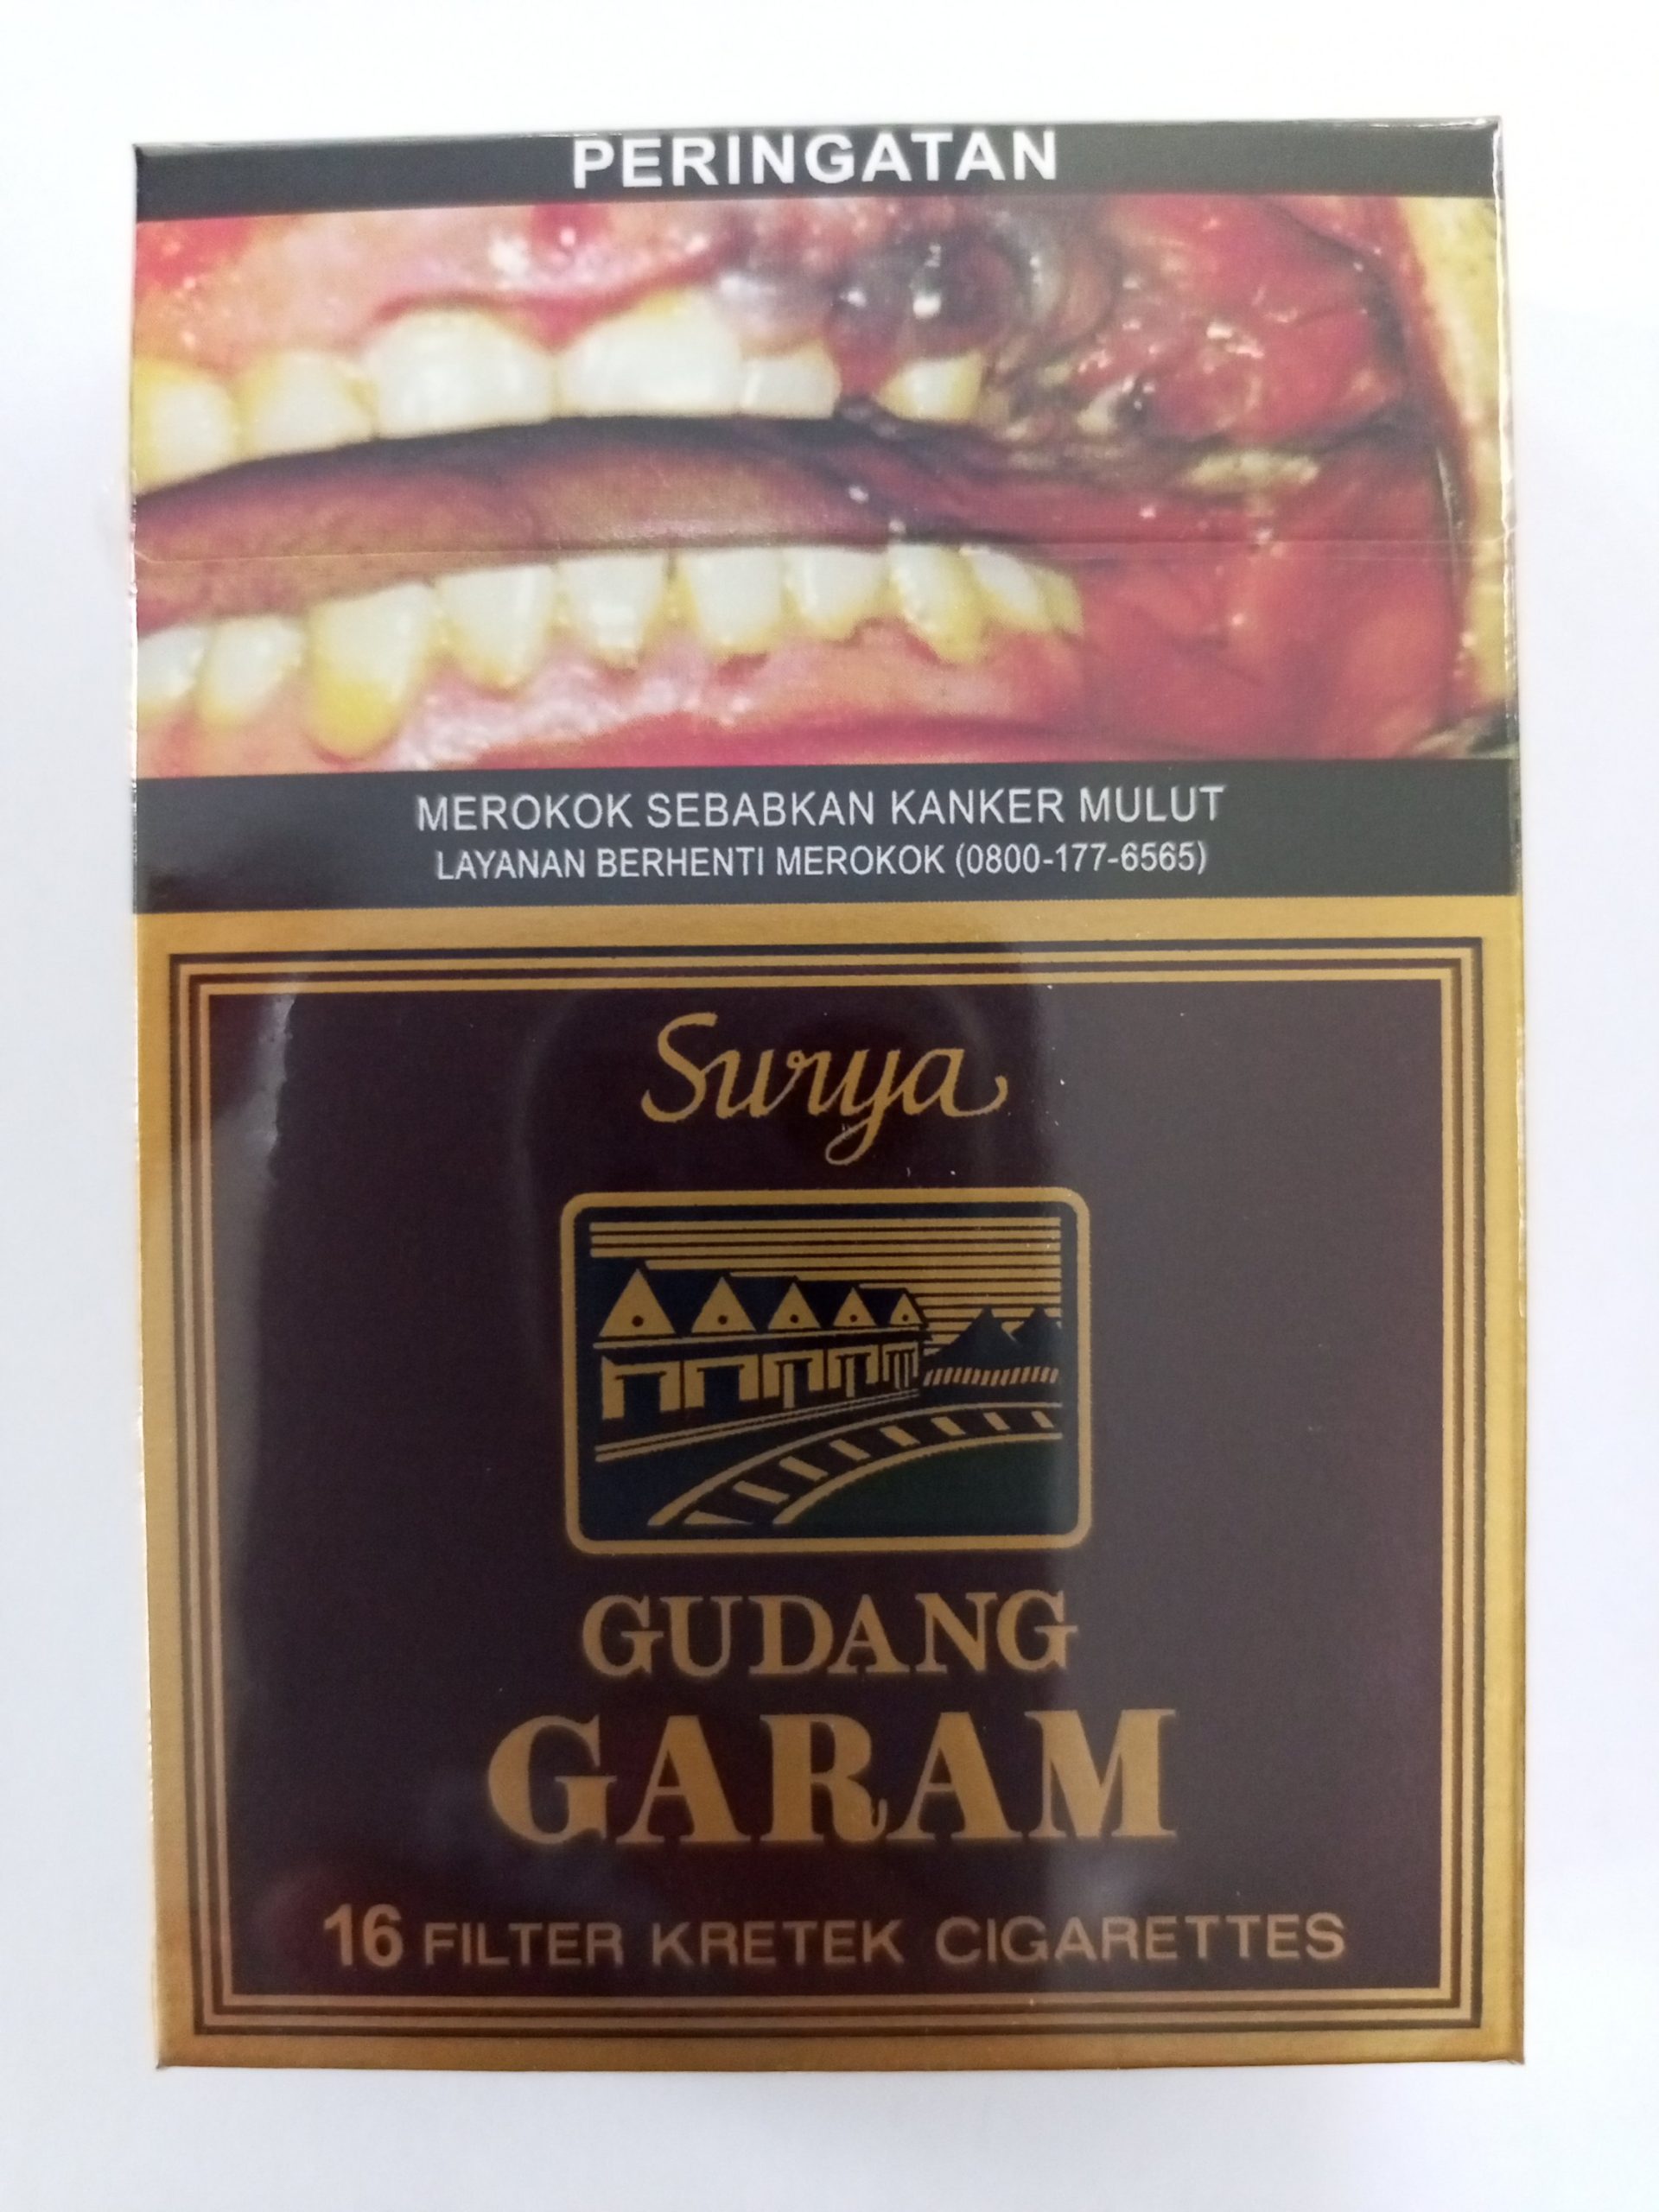 PERINGATAN
MEROKOK SEBABKAN KANKER MULUT
LAYANAN BERHENTI MEROKOK (0800-177-6565)
Surya
GUDANG
GARAM
16 FILTER KRETEK CIGARETTES